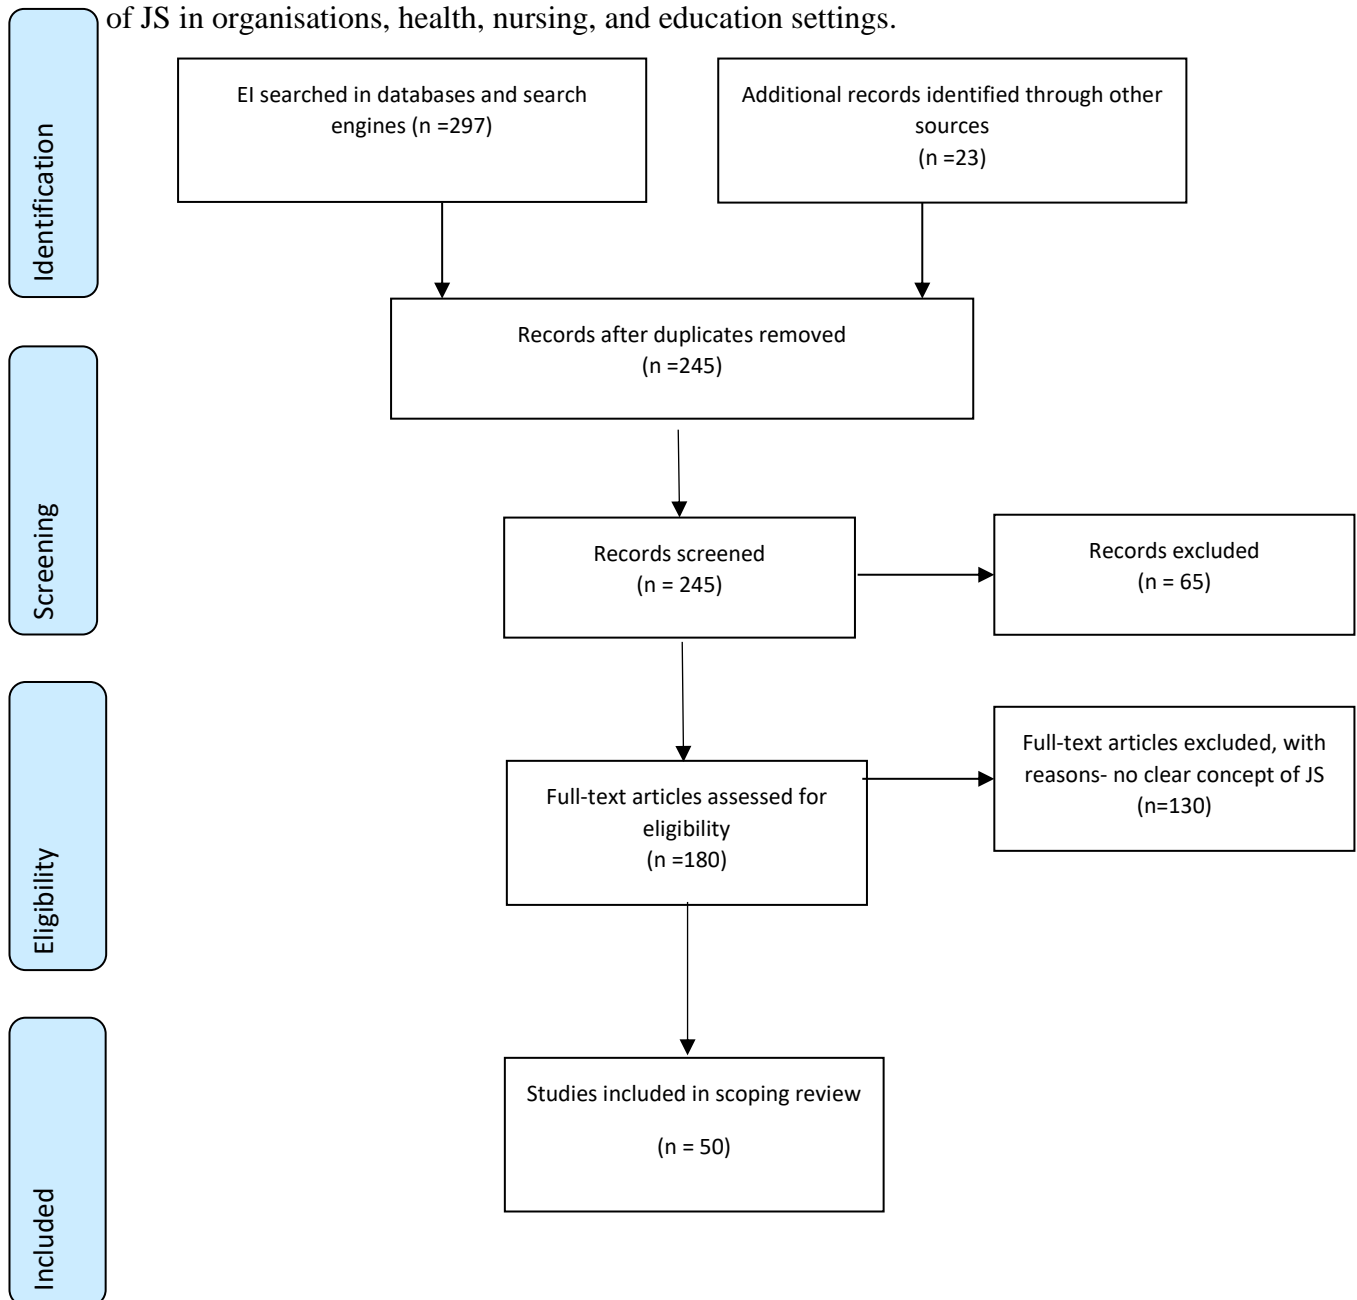 of JS in organisations, health, nursing, and education settings.
Identification
EI searched in databases and search
engines (n =297)
Additional records identified through other
sources
(n =23)
Records after duplicates removed
(n =245)
Screening
Records screened
(n = 245)
Records excluded
(n = 65)
Eligibility
Full-text articles assessed for
eligibility
(n =180)
Full-text articles excluded, with
reasons- no clear concept of JS
(n=130)
Included
Studies included in scoping review
(n = 50)